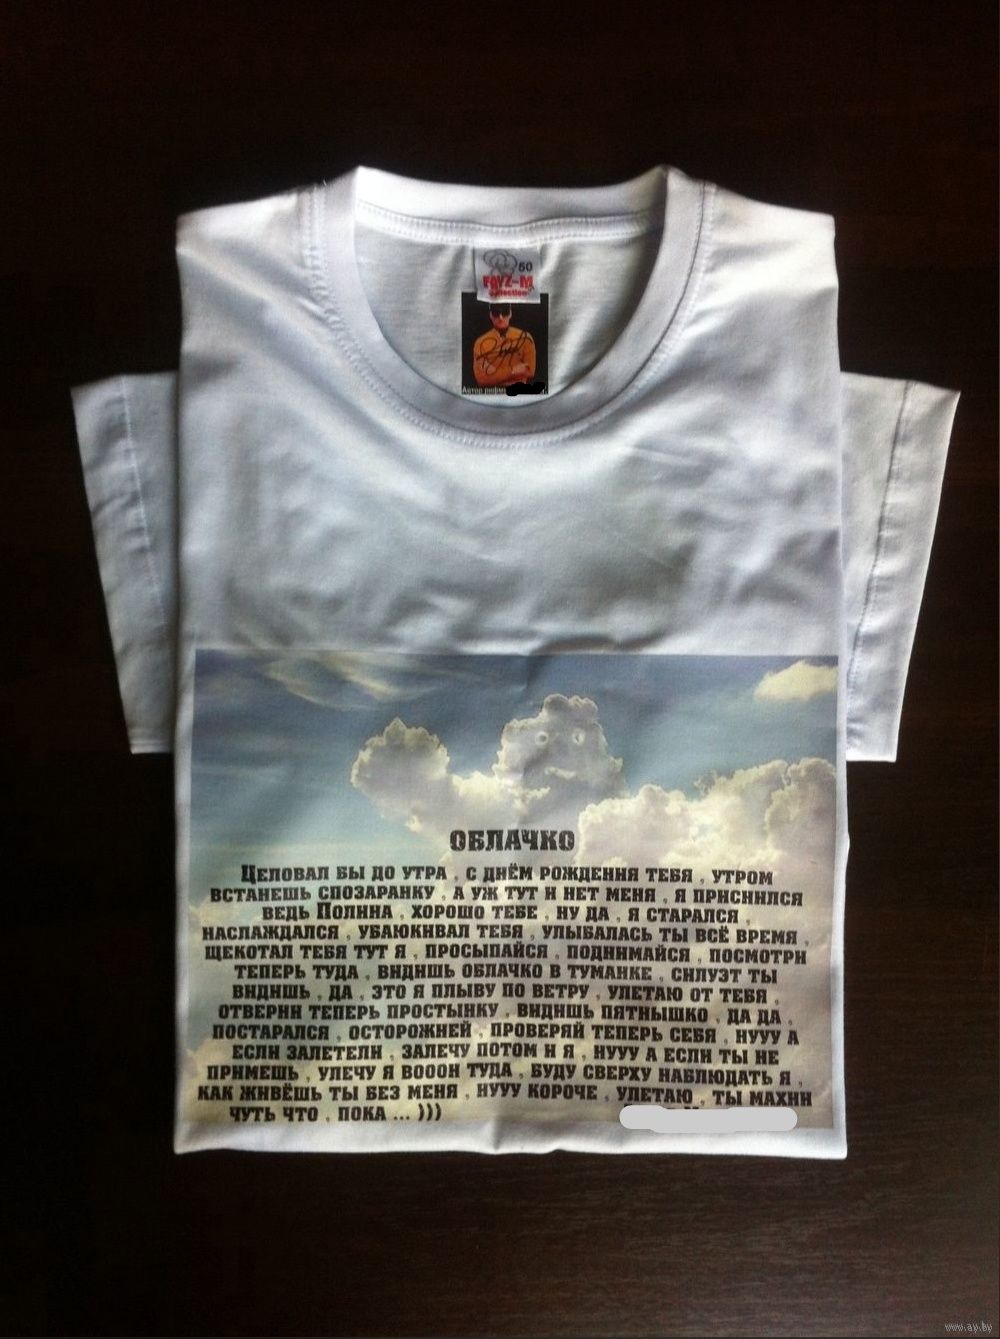 50
FAYZ-M
Collection
Автор рифмы
ОБЛАЧКО
Целовал бы до утра , с днём рождения тебя , утром
встанешь спозаранку , а уж тут и нет меня , я приснился
ведь Полина , хорошо тебе , ну да , я старался ,
наслаждался , убаюкивал тебя , улыбалась ты всё время ,
щекотал тебя тут я , просыпайся , поднимайся , посмотри
теперь туда , видишь облачко в туманке , силуэт ты
видишь , да , это я плыву по ветру , улетаю от тебя ,
отверни теперь простынку , видишь пятнышко , да да ,
постарался , осторожней , проверяй теперь себя , нууу а
если залетели , залечу потом и я , нууу а если ты не
примешь , улечу я вооон туда , буду сверху наблюдать я ,
как живёшь ты без меня , нууу короче , улетаю , ты махни
чуть что , пока ... )))
www.ay.by